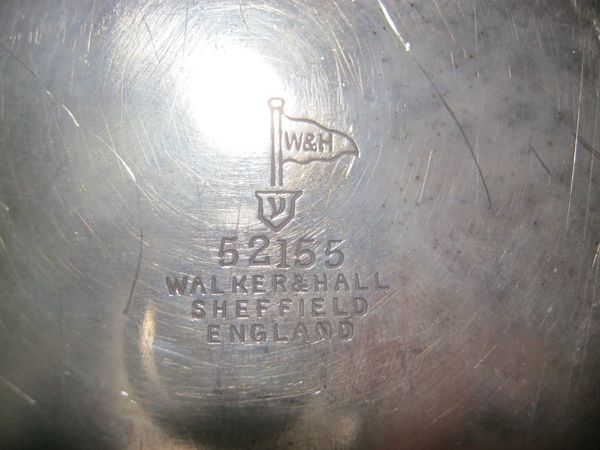 W&H
V
52155
WALKER&HALL
SHEFFIELD
ENGLAND